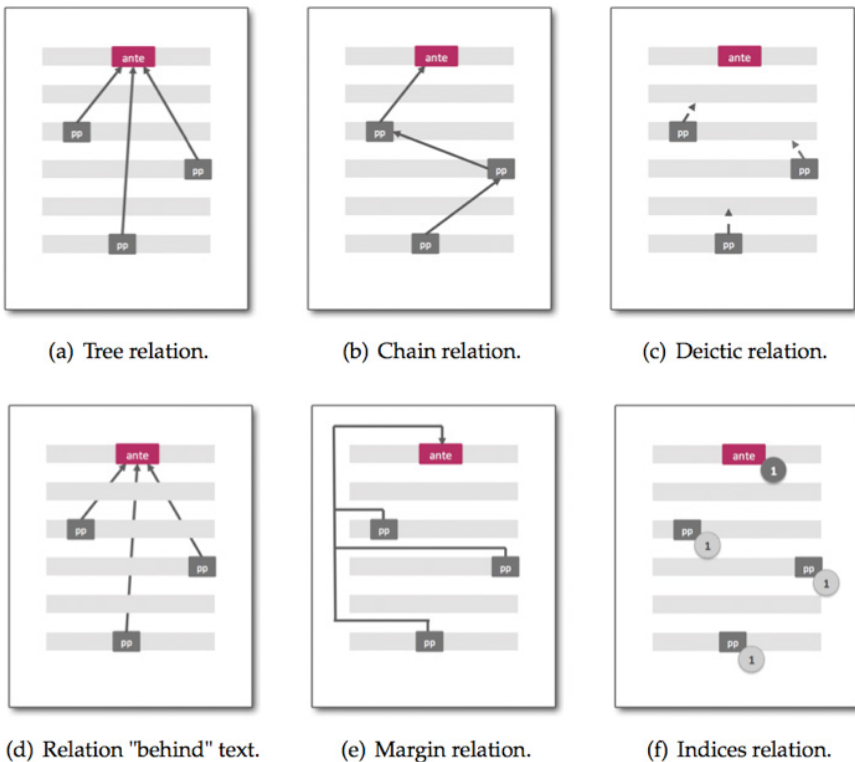 ante
pp
pp
pp
(a) Tree relation.
ante
pp
pp
pp
(b) Chain relation.
ante
pp
pp
pp
(c) Deictic relation.
ante
pp
pp
pp
(d) Relation "behind" text.
ante
pp
pp
pp
(e) Margin relation.
ante
1
pp
1
pp
1
pp
1
(f) Indices relation.